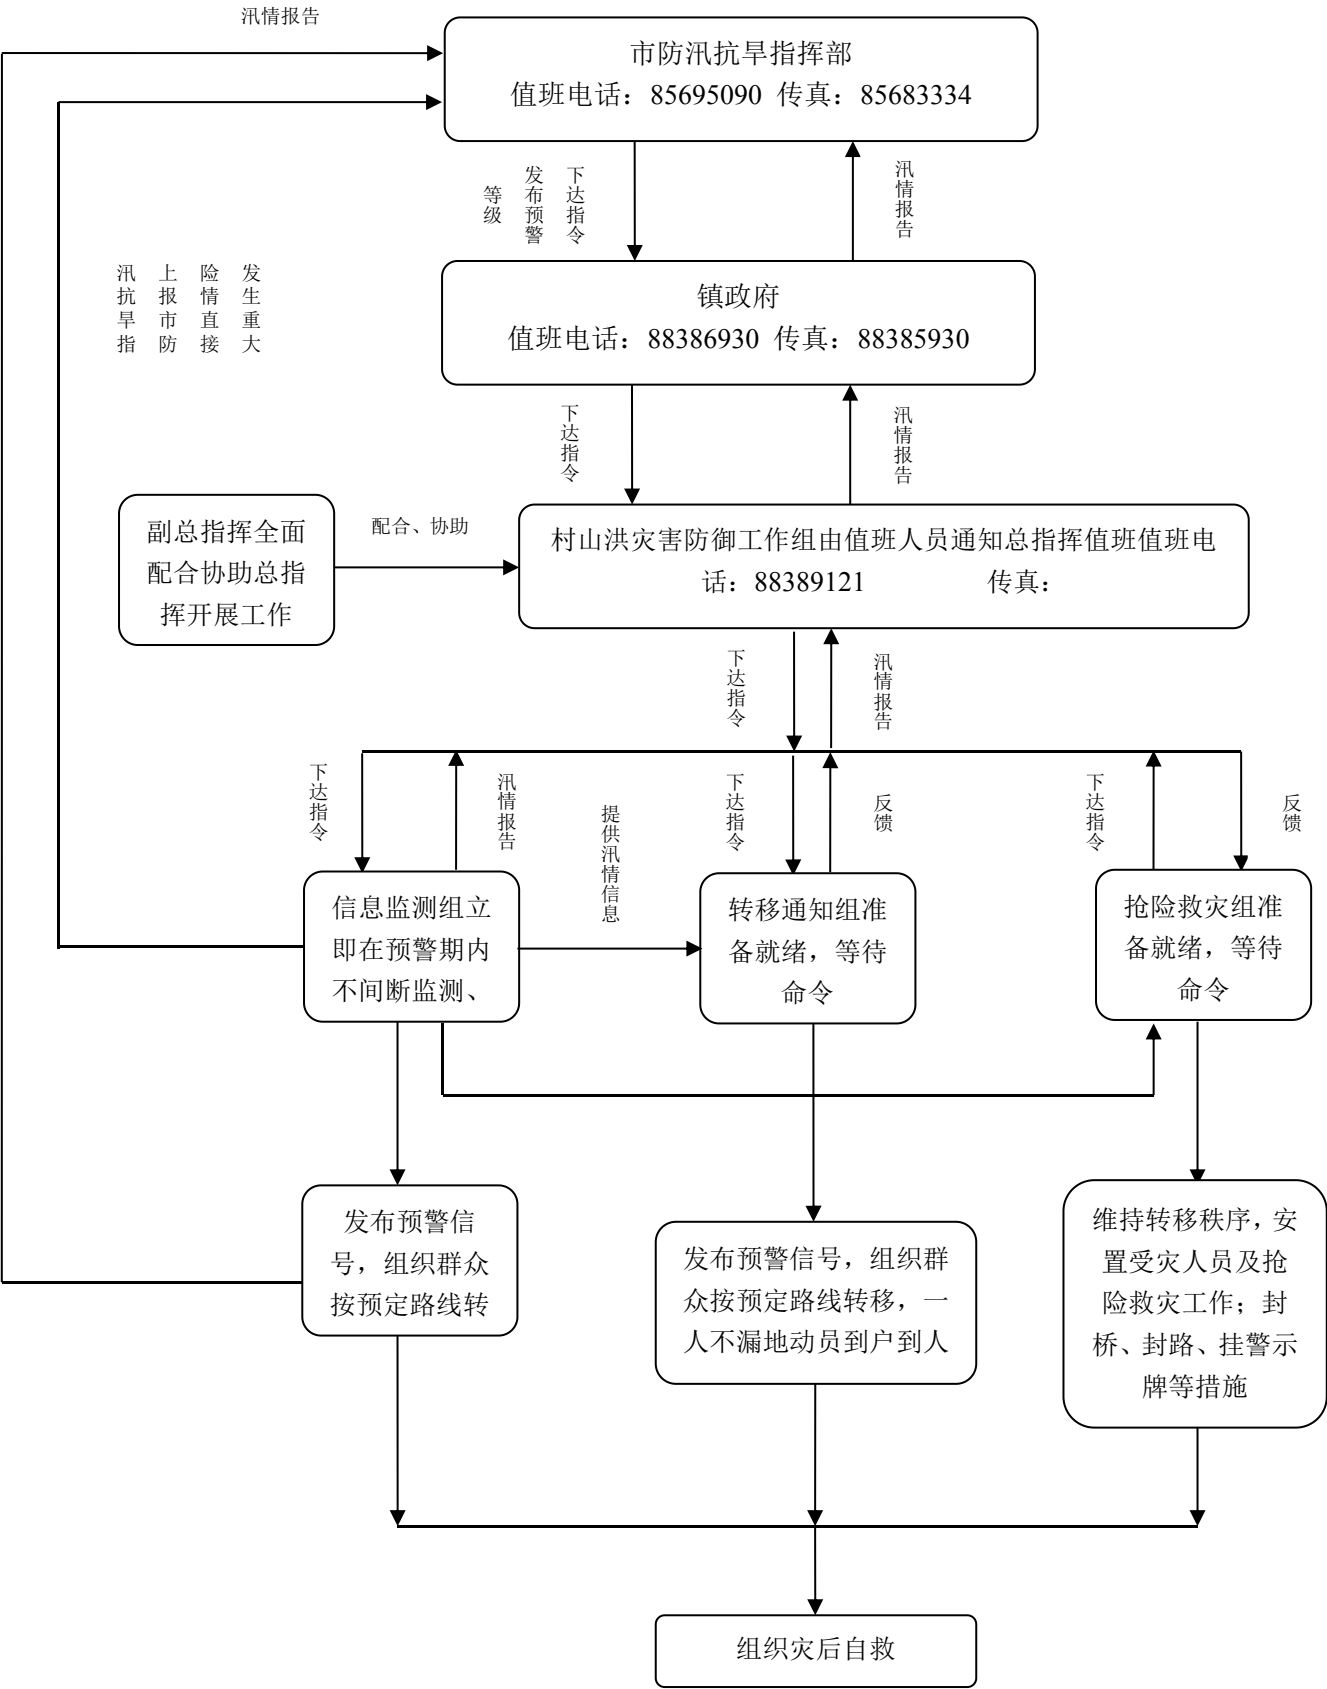 汛情报告
市防汛抗旱指挥部
值班电话：85695090 传真：85683334
下达指令
发布预警
等级
汛情报告
发生重大
险情直接
上报市防
汛抗旱指
镇政府
值班电话：88386930 传真：88385930
下达指令
汛情报告
副总指挥全面
配合协助总指
挥开展工作
配合、协助
村山洪灾害防御工作组由值班人员通知总指挥值班值班电
话：88389121 传真：
下达指令
汛情报告
下达指令
汛情报告
提供汛情信息
下达指令
反馈
下达指令
反馈
信息监测组立
即在预警期内
不间断监测、
转移通知组准
备就绪，等待
命令
抢险救灾组准
备就绪，等待
命令
发布预警信
号，组织群众
按预定路线转
发布预警信号，组织群
众按预定路线转移，一
人不漏地动员到户到人
维持转移秩序，安
置受灾人员及抢
险救灾工作；封
桥、封路、挂警示
牌等措施
组织灾后自救